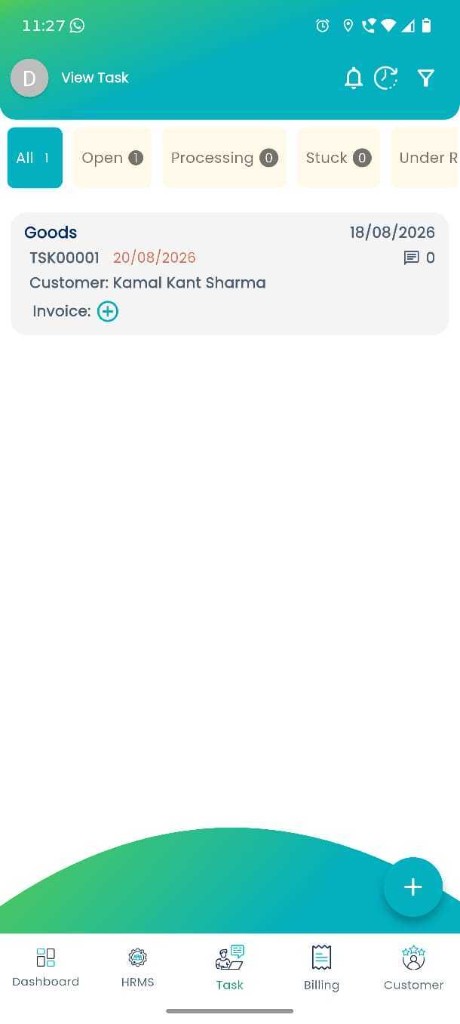 11:27
D View Task
All 1 Open 1 Processing 0 Stuck 0 Under R
Goods 18/08/2026
TSK00001 20/08/2026 0
Customer: Kamal Kant Sharma
Invoice:
Dashboard HRMS Task Billing Customer